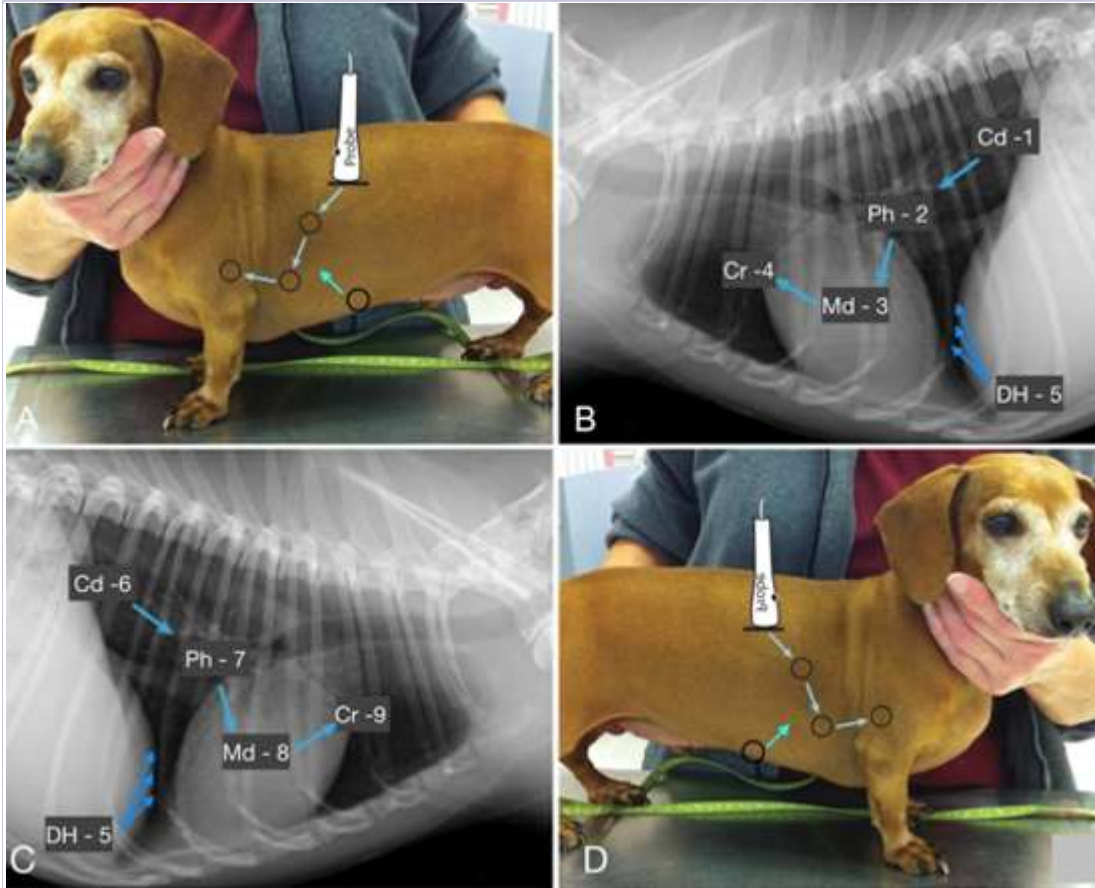 Probe
A
Cd -1
Ph - 2
Cr -4
Md - 3
DH - 5
B
Cd -6
Ph - 7
Cr -9
Md - 8
DH - 5
C
Probe
D